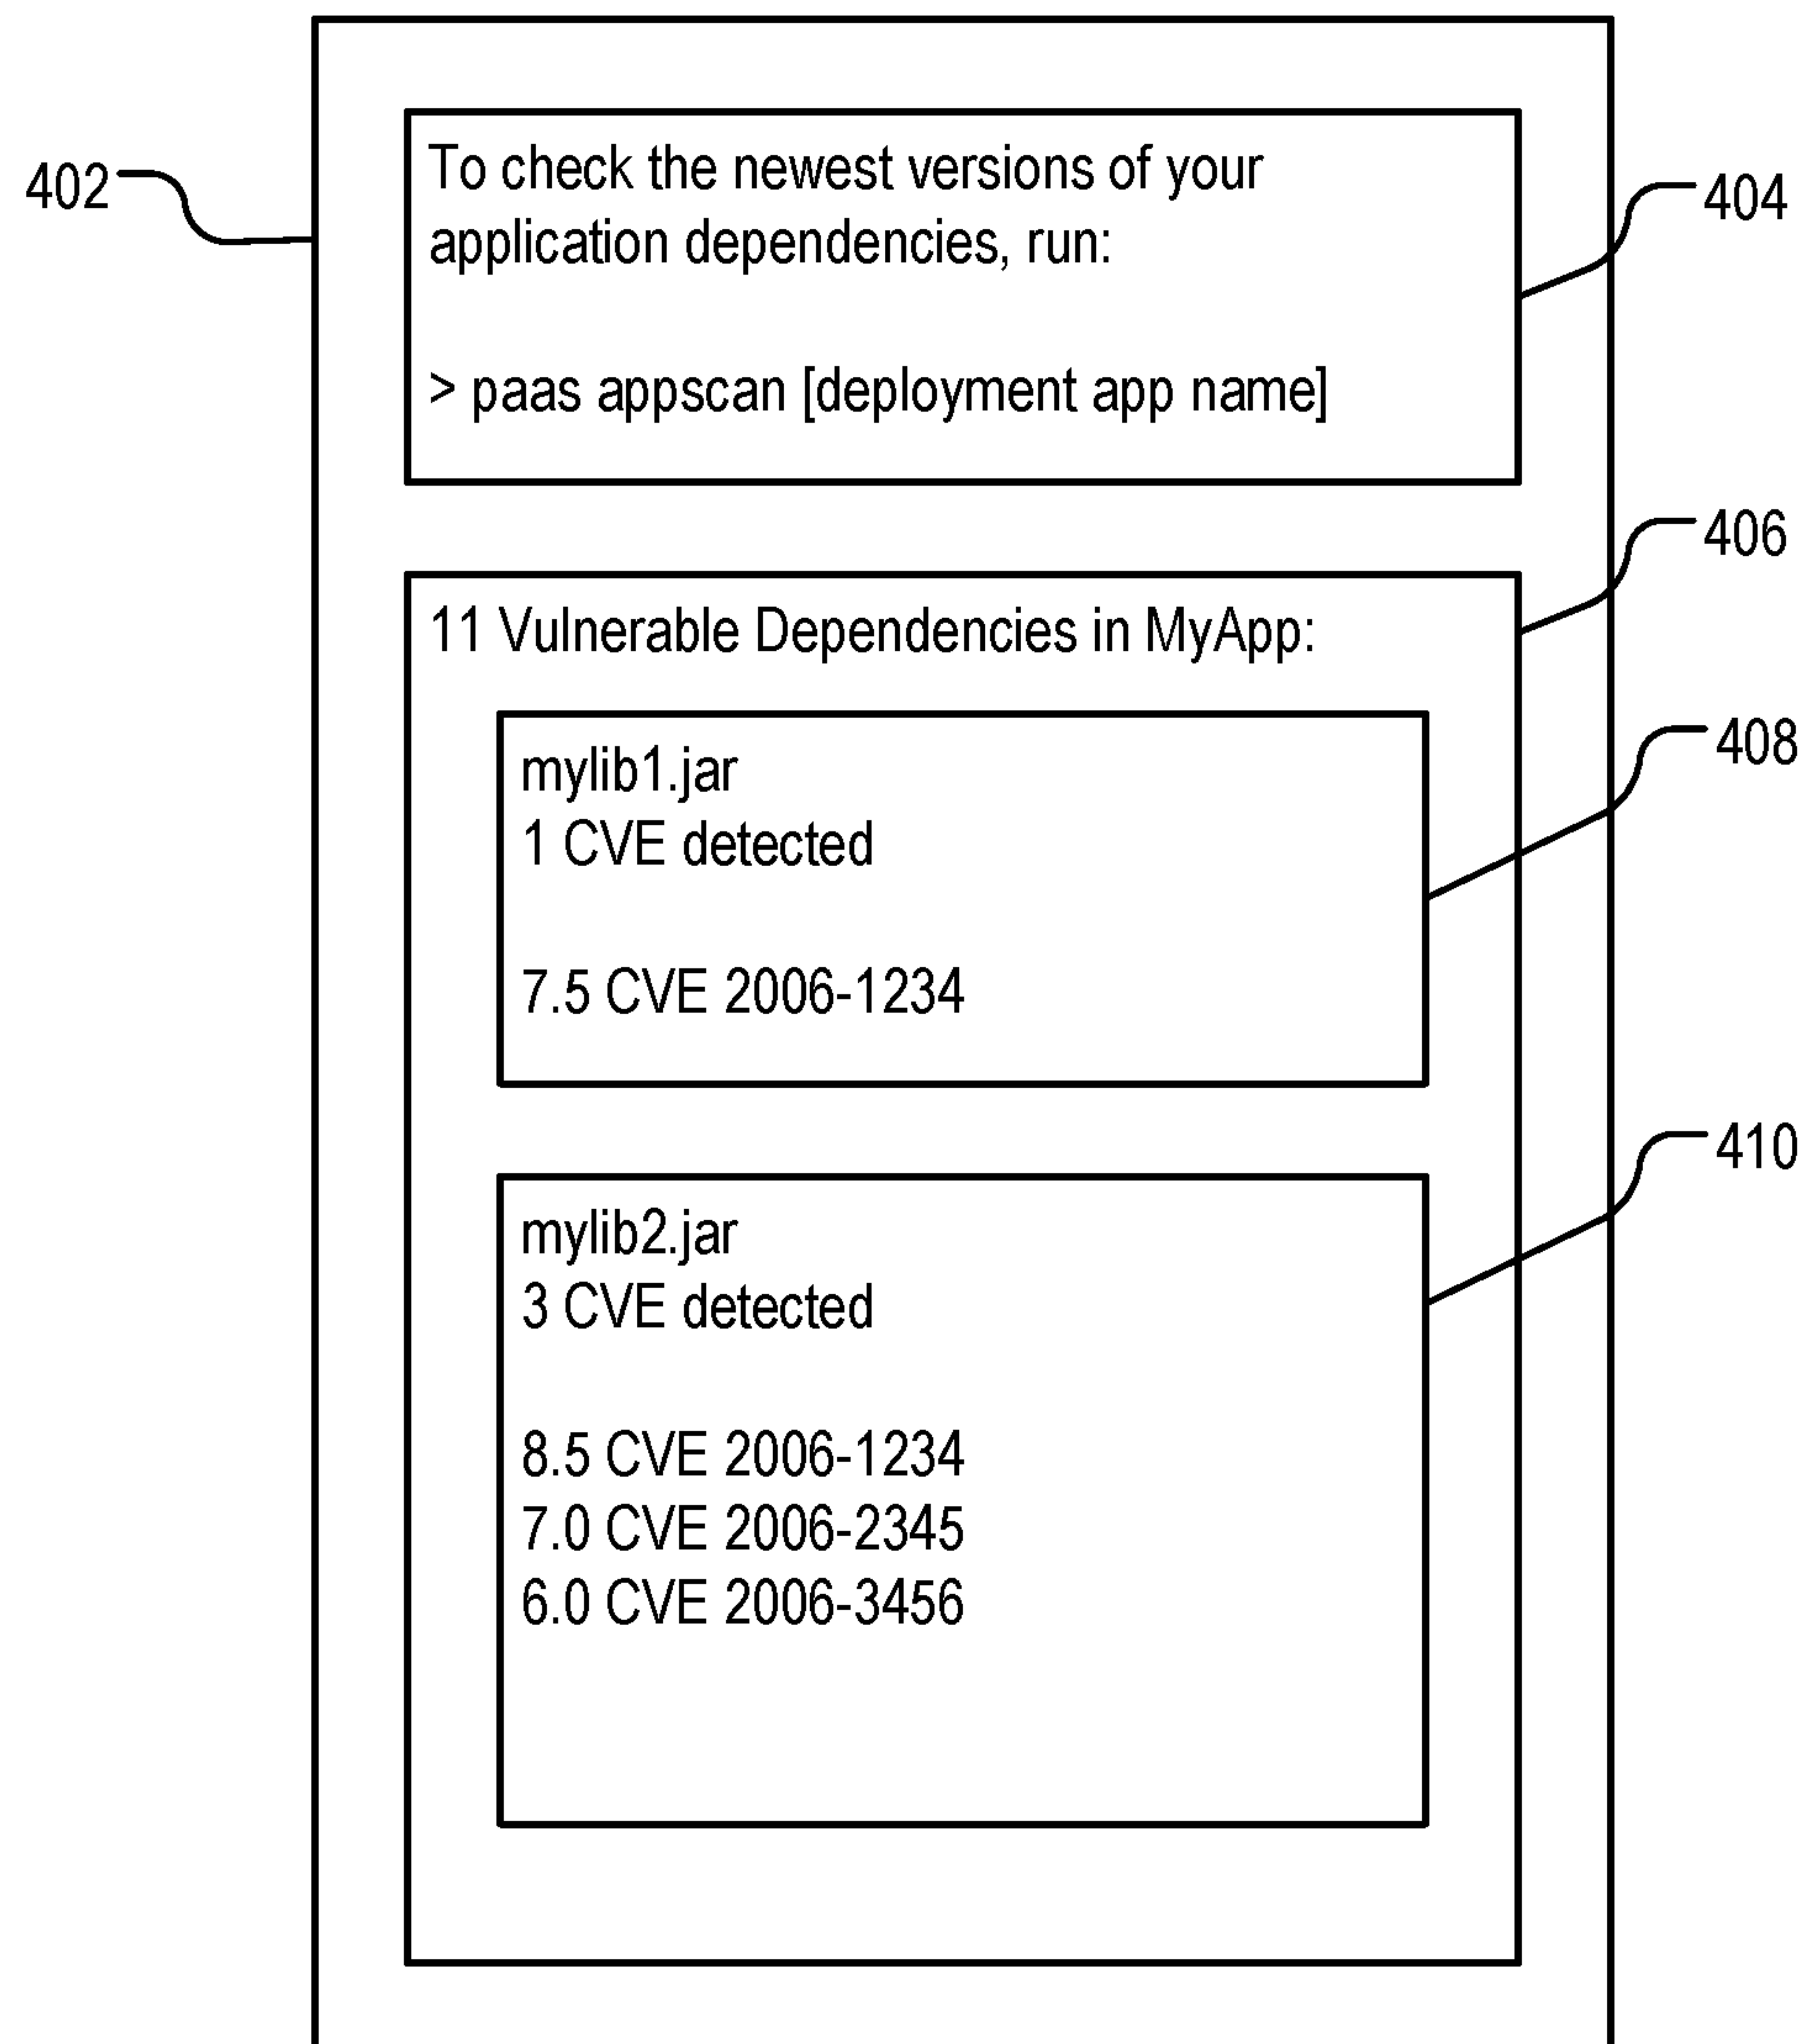 402
To check the newest versions of your
application dependencies, run:
> paas appscan [deployment app name]
404
406
11 Vulnerable Dependencies in MyApp:
mylib1.jar
1 CVE detected
7.5 CVE 2006-1234
408
410
mylib2.jar
3 CVE detected
8.5 CVE 2006-1234
7.0 CVE 2006-2345
6.0 CVE 2006-3456